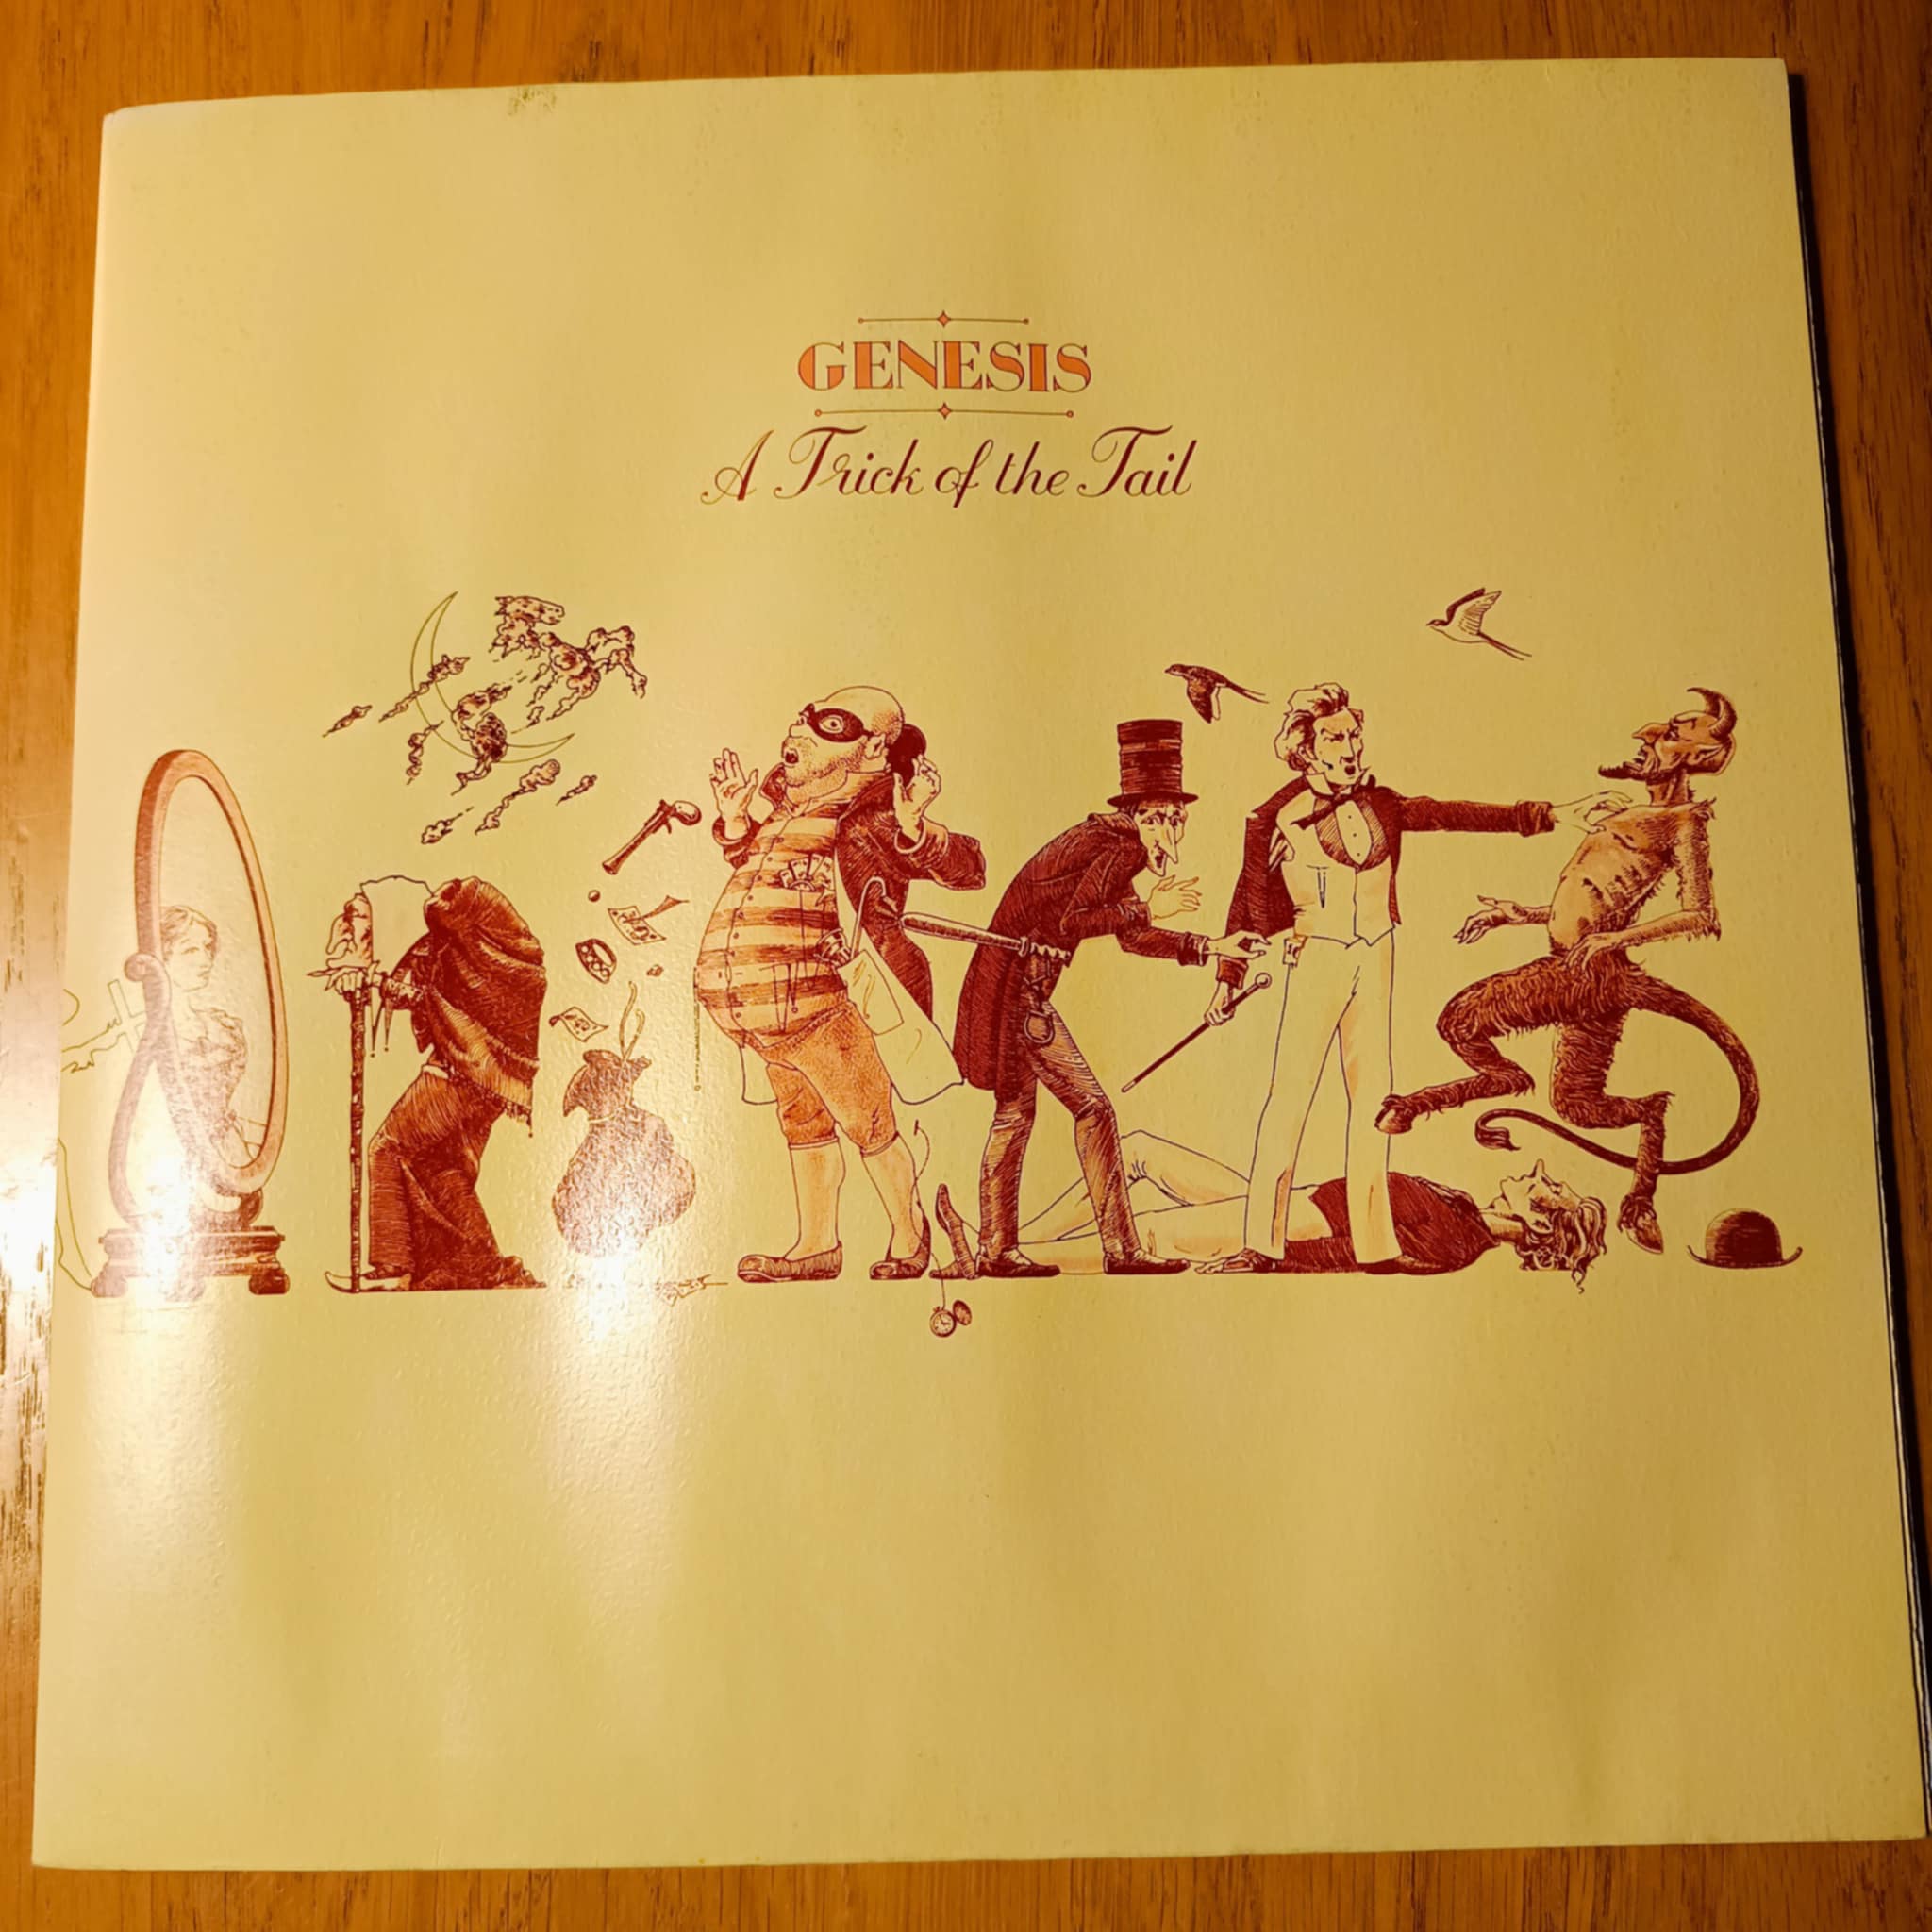 GENESIS
A Trick of the Tail